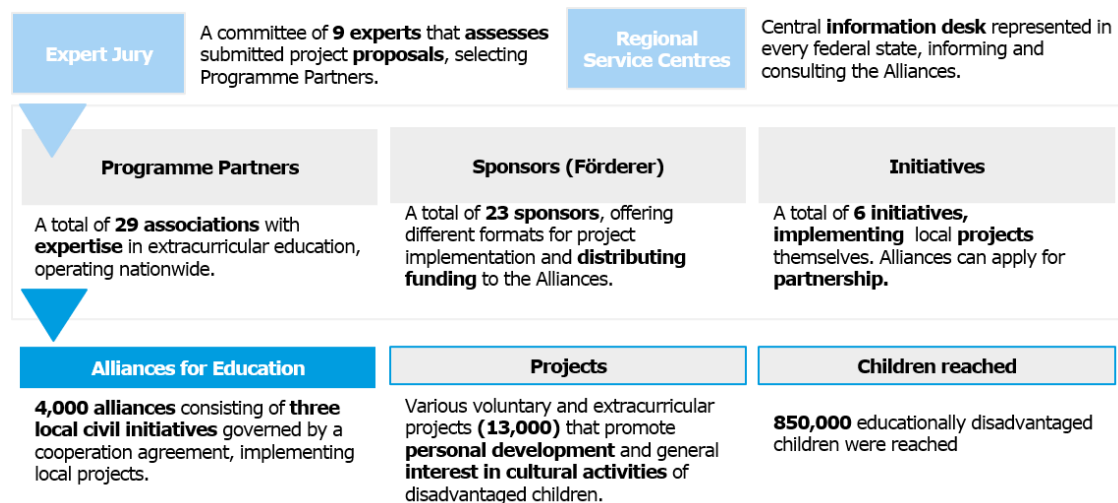 Expert Jury
A committee of 9 experts that assesses
submitted project proposals, selecting
Programme Partners.
Regional
Service Centres
Central information desk represented in
every federal state, informing and
consulting the Alliances.
Programme Partners
A total of 29 associations with
expertise in extracurricular education,
operating nationwide.
Sponsors (Förderer)
A total of 23 sponsors, offering
different formats for project
implementation and distributing
funding to the Alliances.
Initiatives
A total of 6 initiatives,
implementing local projects
themselves. Alliances can apply for
partnership.
Alliances for Education
4,000 alliances consisting of three
local civil initiatives governed by a
cooperation agreement, implementing
local projects.
Projects
Various voluntary and extracurricular
projects (13,000) that promote
personal development and general
interest in cultural activities of
disadvantaged children.
Children reached
850,000 educationally disadvantaged
children were reached